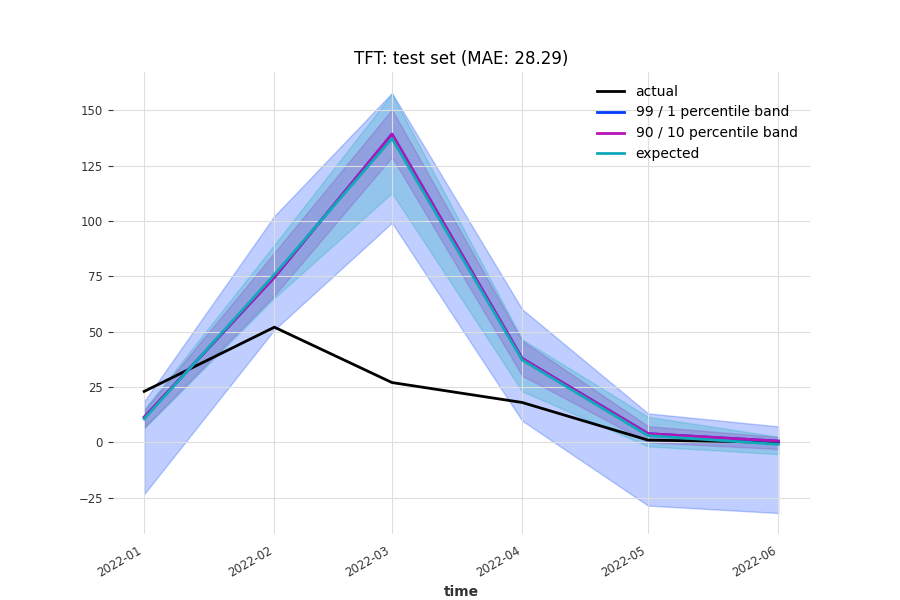 TFT: test set (MAE: 28.29)
actual
99 / 1 percentile band
90 / 10 percentile band
expected
150
125
100
75
50
25
0
−25
2022-01
2022-02
2022-03
2022-04
2022-05
2022-06
time